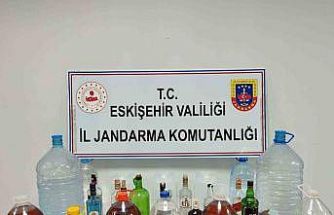 T.C.
ESKİŞEHİR VALİLİĞİ
İL JANDARMA KOMUTANLIĞI